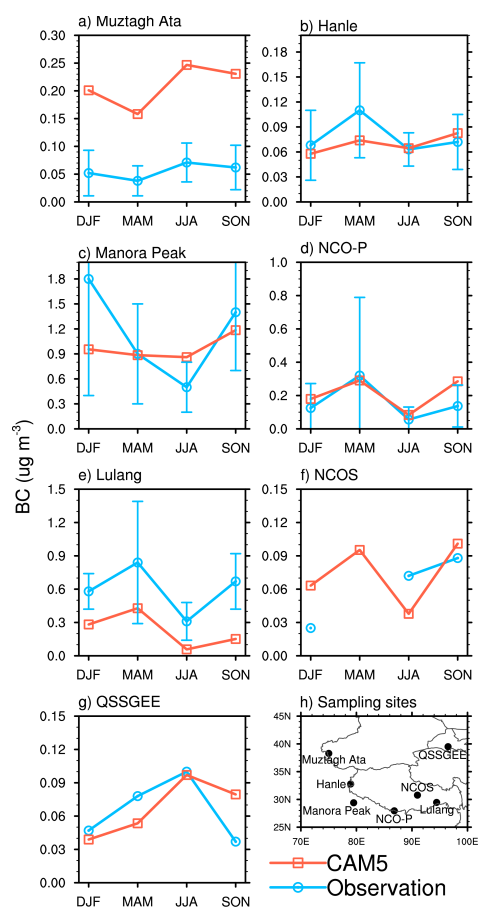 a) Muztagh Ata
0.30
0.25
0.20
0.15
0.10
0.05
0.00
DJF MAM JJA SON
b) Hanle
0.18
0.15
0.12
0.09
0.06
0.03
0.00
DJF MAM JJA SON
c) Manora Peak
1.8
1.5
1.2
0.9
0.6
0.3
0.0
DJF MAM JJA SON
d) NCO-P
1.0
0.8
0.6
0.4
0.2
0.0
DJF MAM JJA SON
BC (ug m-3)
e) Lulang
1.5
1.2
0.9
0.6
0.3
0.0
DJF MAM JJA SON
f) NCOS
0.15
0.12
0.09
0.06
0.03
0.00
DJF MAM JJA SON
g) QSSGEE
0.15
0.12
0.09
0.06
0.03
0.00
DJF MAM JJA SON
h) Sampling sites
45N
40N
35N
30N
25N
70E 80E 90E 100E
QSSGEE
Muztagh Ata
Hanle
NCOS
Manora Peak
Lulang
NCO-P
CAM5
Observation